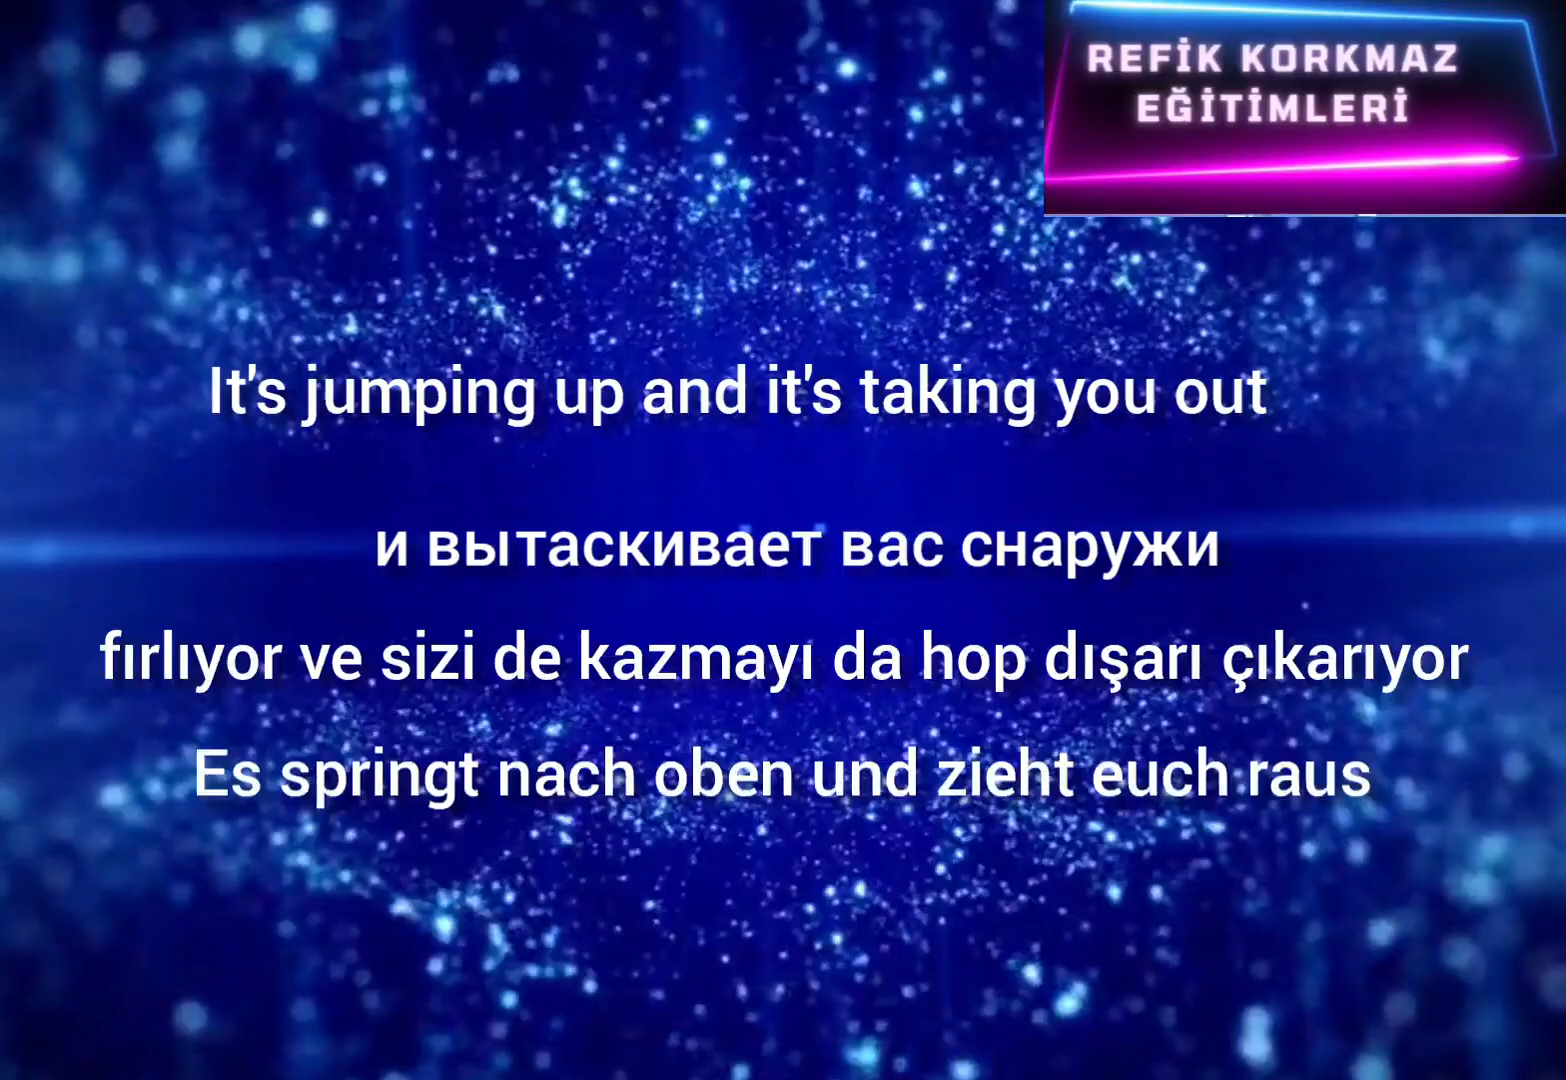 REFİK KORKMAZ
EĞİTİMLERİ
It's jumping up and it's taking you out
и вытаскивает вас снаружи
fırlıyor ve sizi de kazmayı da hop dışarı çıkarıyor
Es springt nach oben und zieht euch raus